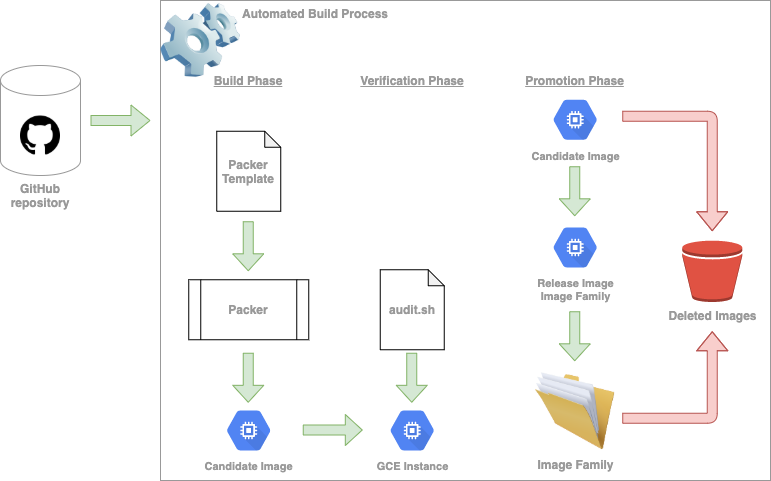 Automated Build Process
Build Phase
Verification Phase
Promotion Phase
GitHub
repository
Packer
Template
Candidate Image
Packer
audit.sh
Release Image
Image Family
Deleted Images
Candidate Image
GCE Instance
Image Family